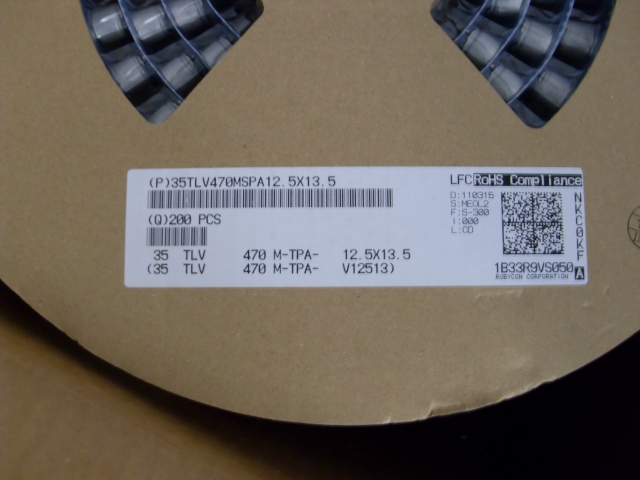 (P)35TLV470MSPA12.5X13.5
(Q)200 PCS
35 TLV 470 M-TPA- 12.5X13.5
(35 TLV 470 M-TPA- V12513)
LFC RoHS Compliance
D:110315
S:MEOL2
F:5-300
I:000
L:CD
NKC0KF
A
1B33R9VS050
RUBYCON CORPORATION